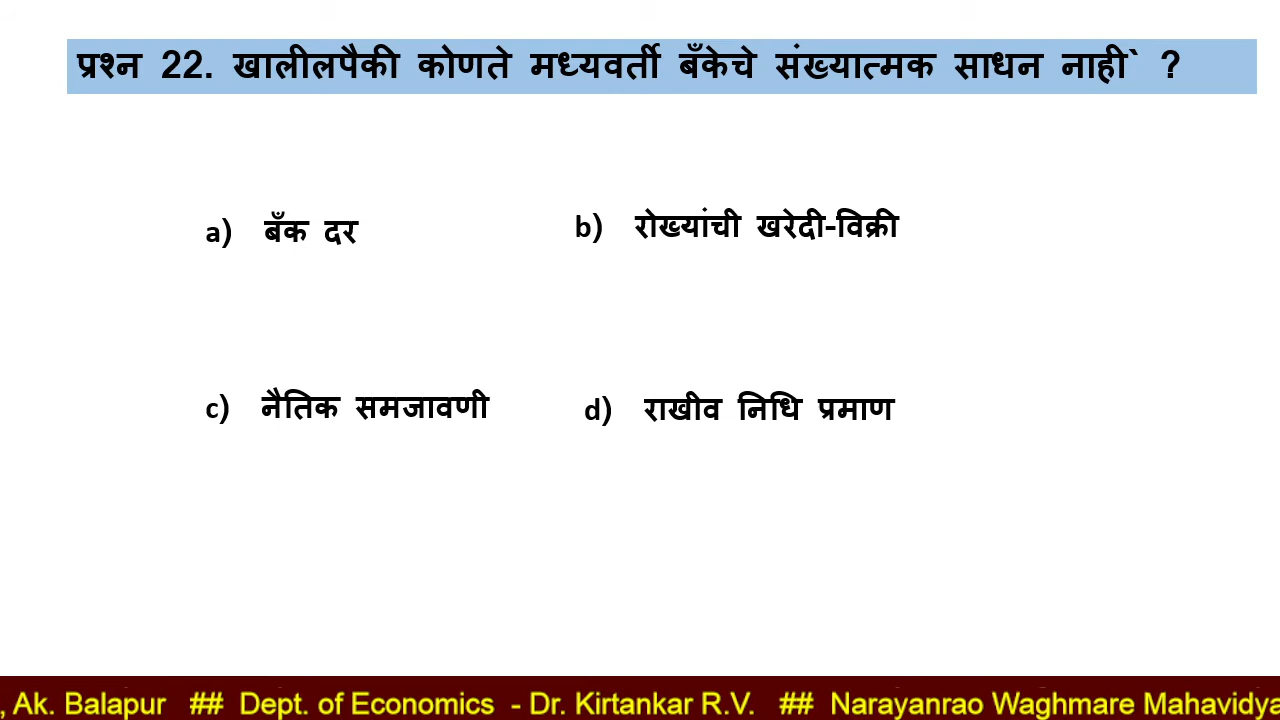 प्रश्न 22. खालीलपैकी कोणते मध्यवर्ती बँकेचे संख्यात्मक साधन नाही` ?
a) बँक दर
b) रोख्यांची खरेदी-विक्री
c) नैतिक समजावणी
d) राखीव निधि प्रमाण
, Ak. Balapur ## Dept. of Economics - Dr. Kirtankar R.V. ## Narayanrao Waghmare Mahavidya